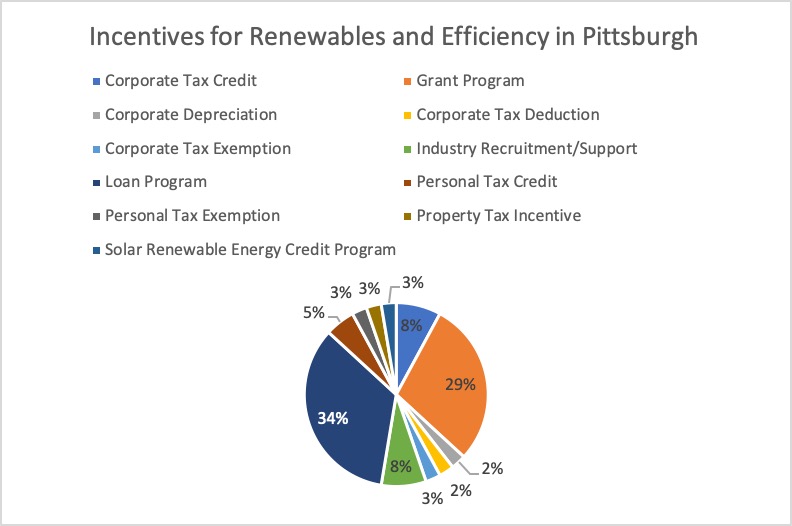 Incentives for Renewables and Efficiency in Pittsburgh
Corporate Tax Credit
Grant Program
Corporate Depreciation
Corporate Tax Deduction
Corporate Tax Exemption
Industry Recruitment/Support
Loan Program
Personal Tax Credit
Personal Tax Exemption
Property Tax Incentive
Solar Renewable Energy Credit Program
3%
3%
3%
5%
8%
29%
34%
8%
2%
2%
3%